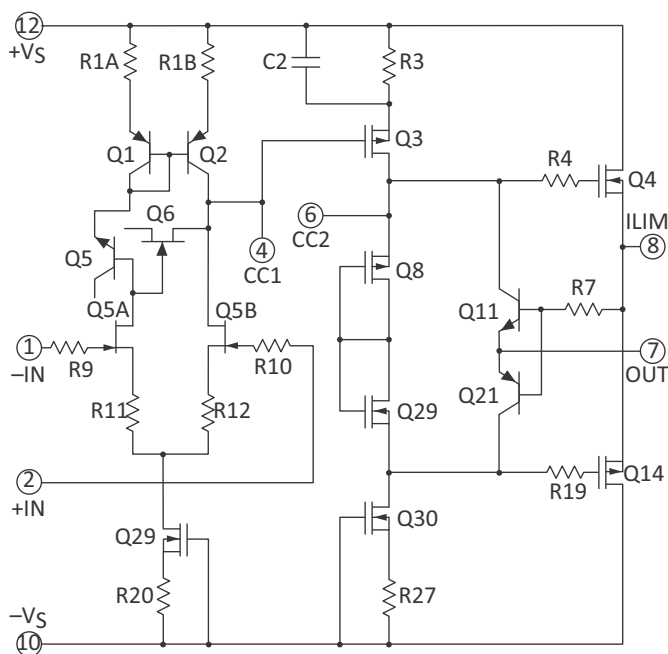 12
+VS
R1A
R1B
C2
R3
Q1
Q2
Q3
R4
Q4
Q6
6
CC2
ILIM
8
4
CC1
Q5
Q8
R7
Q5A
Q5B
Q11
1
−IN
R9
R10
7
OUT
Q21
R11
R12
Q29
2
+IN
R19
Q14
Q29
Q30
R20
R27
−VS
10